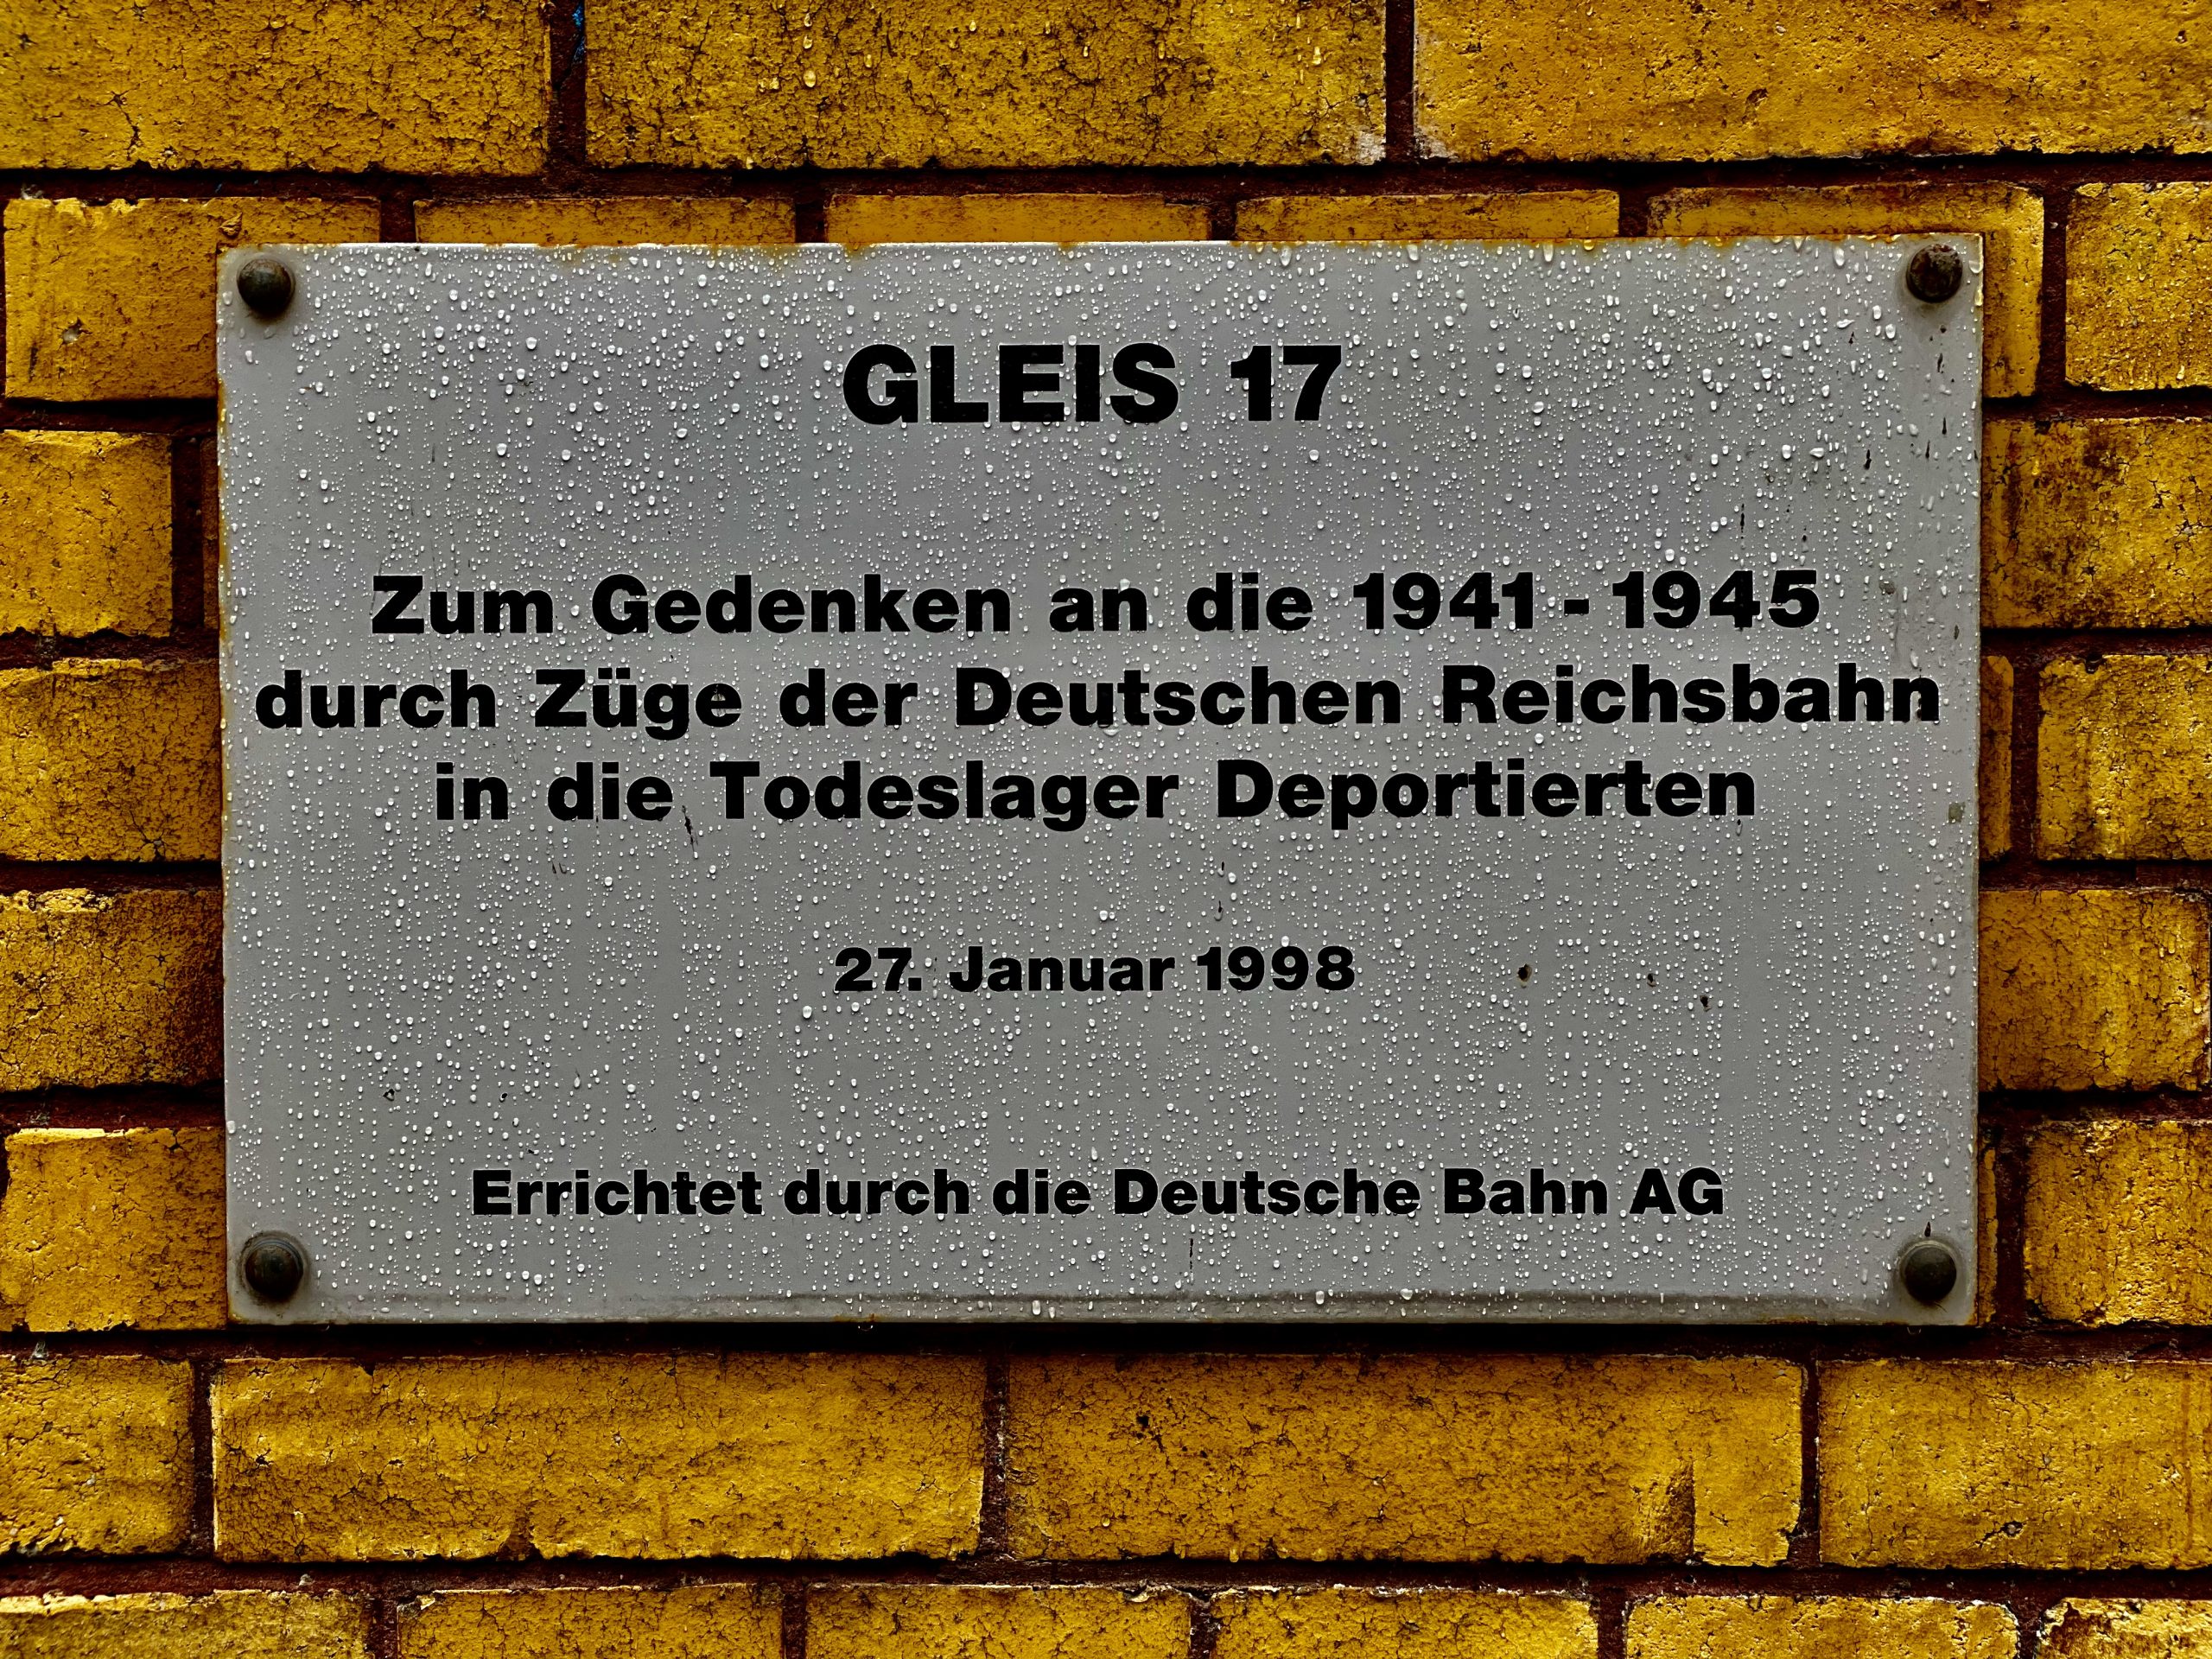 GLEIS 17
Zum Gedenken an die 1941 - 1945
durch Züge der Deutschen Reichsbahn
in die Todeslager Deportierten
27. Januar 1998
Errichtet durch die Deutsche Bahn AG